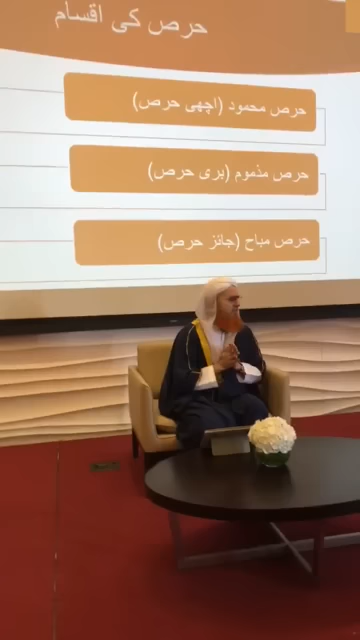 حرص کی اقسام
حرص محمود (اچھی حرص)
حرص مذموم (بری حرص)
حرص مباح (جائز حرص)